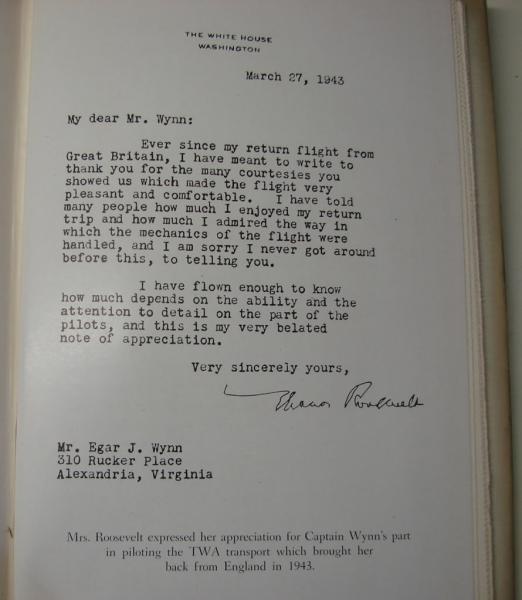 THE WHITE HOUSE
WASHINGTON
March 27, 1943
My dear Mr. Wynn:
Ever since my return flight from
Great Britain, I have meant to write to
thank you for the many courtesies you
showed us which made the flight very
pleasant and comfortable. I have told
many people how much I enjoyed my return
trip and how much I admired the way in
which the mechanics of the flight were
handled, and I am sorry I never got around
before this, to telling you.
I have flown enough to know
how much depends on the ability and the
attention to detail on the part of the
pilots, and this is my very belated
note of appreciation.
Very sincerely yours,
Eleanor Roosevelt
Mr. Egar J. Wynn
310 Rucker Place
Alexandria, Virginia
Mrs. Roosevelt expressed her appreciation for Captain Wynn's part
in piloting the TWA transport which brought her
back from England in 1943.